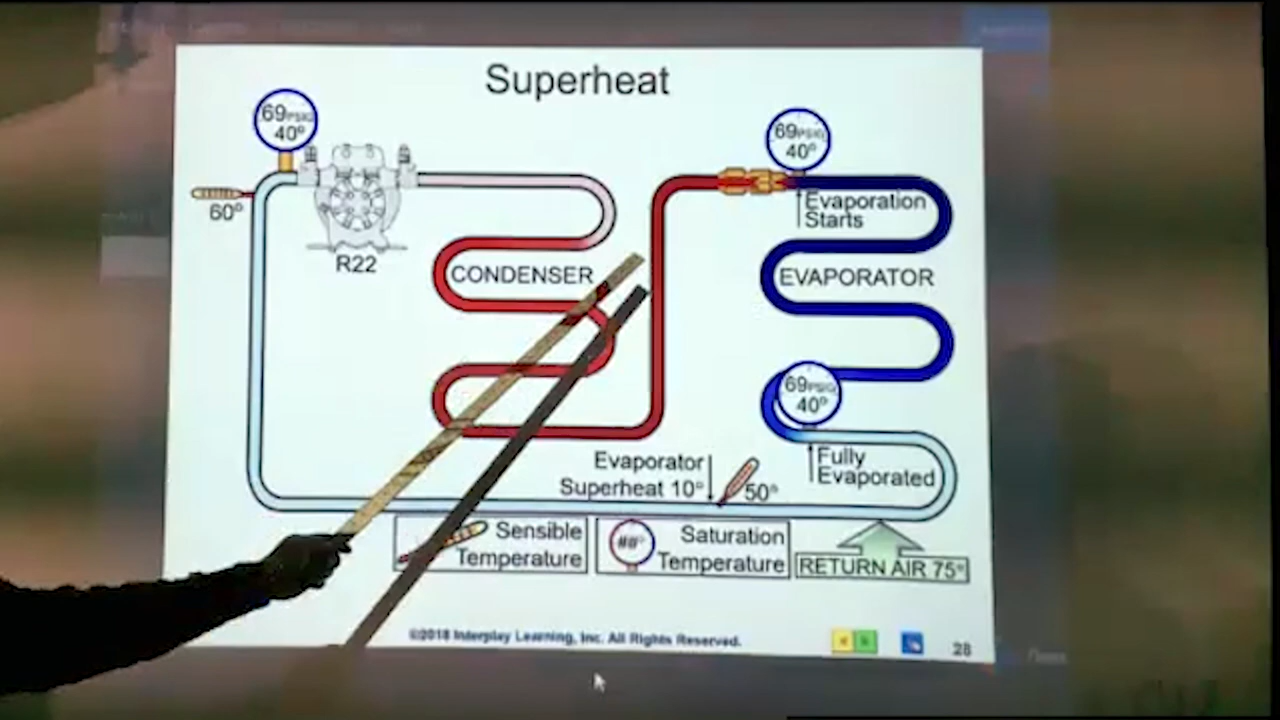 Superheat
69PSIG
40°
60°
R22
CONDENSER
69PSIG
40°
Evaporation
Starts
EVAPORATOR
69PSIG
40°
Fully
Evaporated
Evaporator
Superheat 10°
50°
Sensible
Temperature
##°
Saturation
Temperature
RETURN AIR 75°
©2018 Interplay Learning, Inc. All Rights Reserved.
28